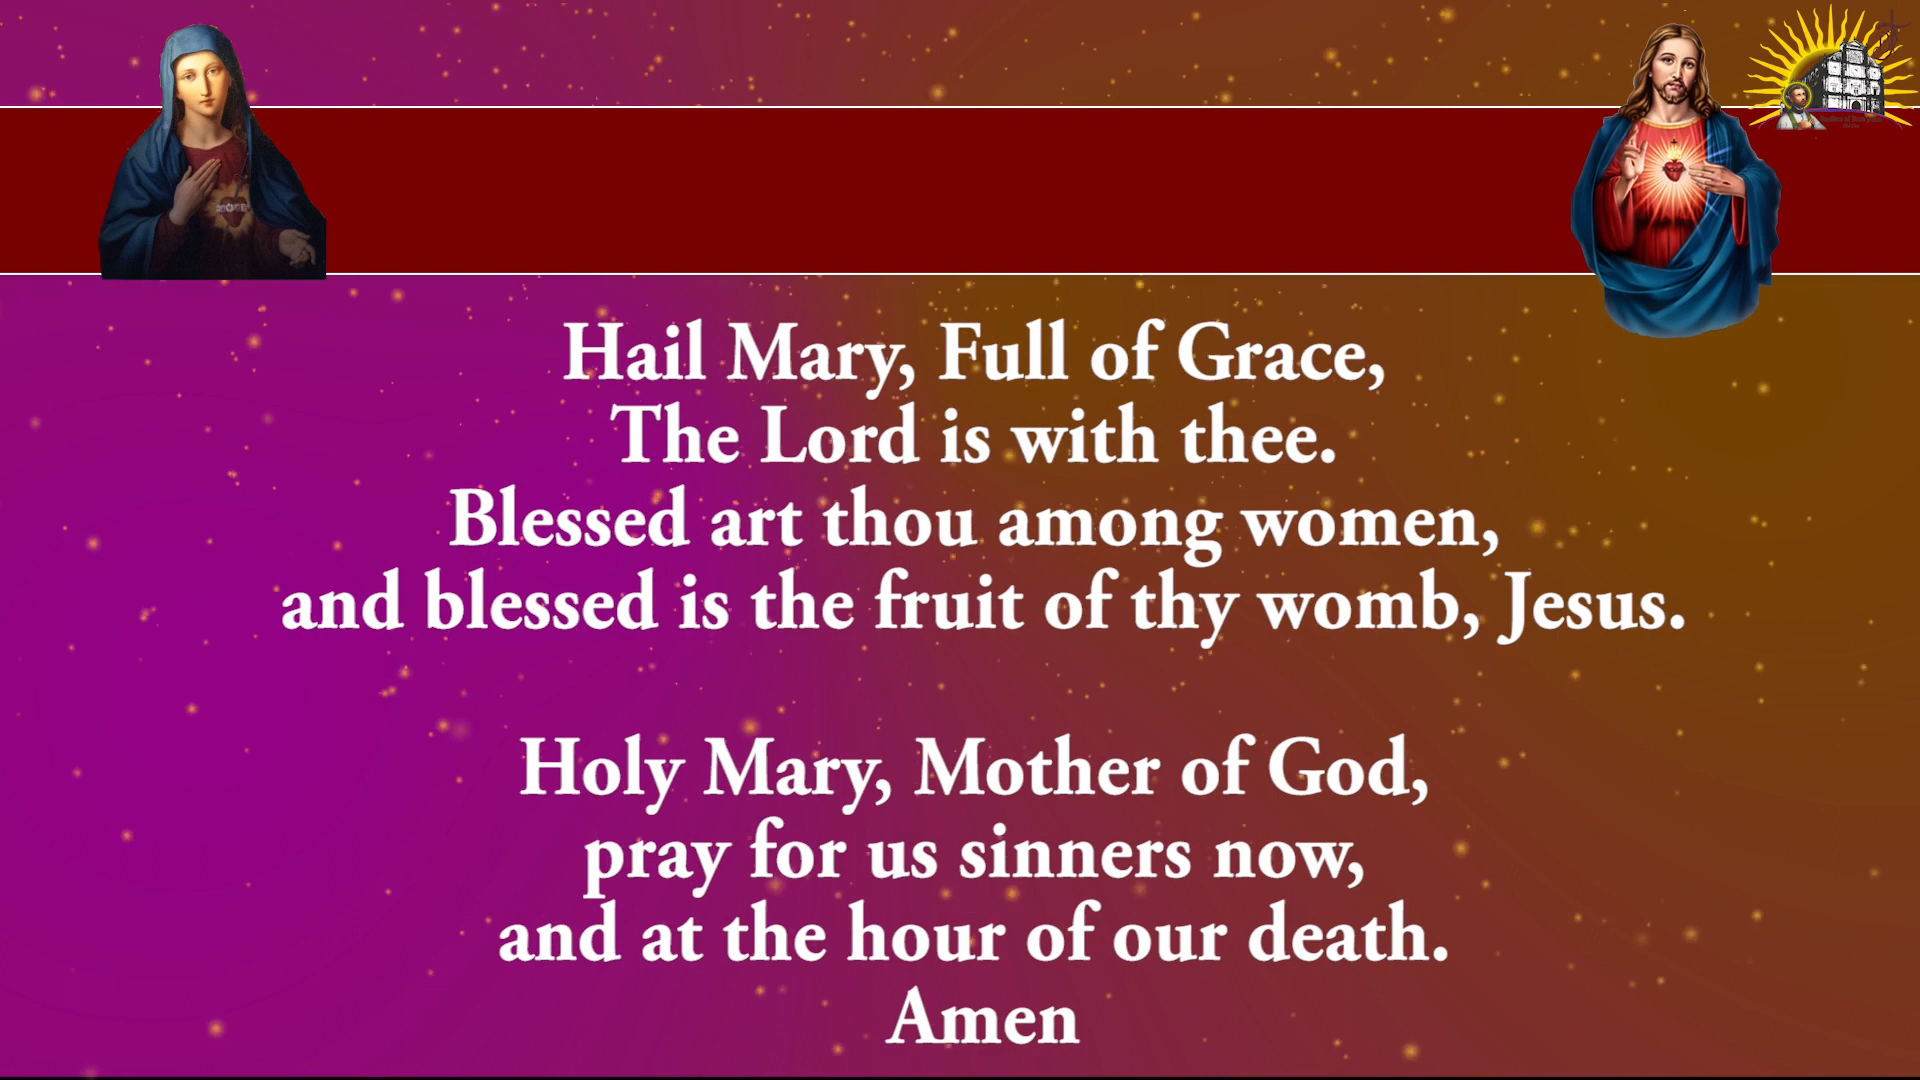 Hail Mary, Full of Grace,
The Lord is with thee.
Blessed art thou among women,
and blessed is the fruit of thy womb, Jesus.
Holy Mary, Mother of God,
pray for us sinners now,
and at the hour of our death.
Amen